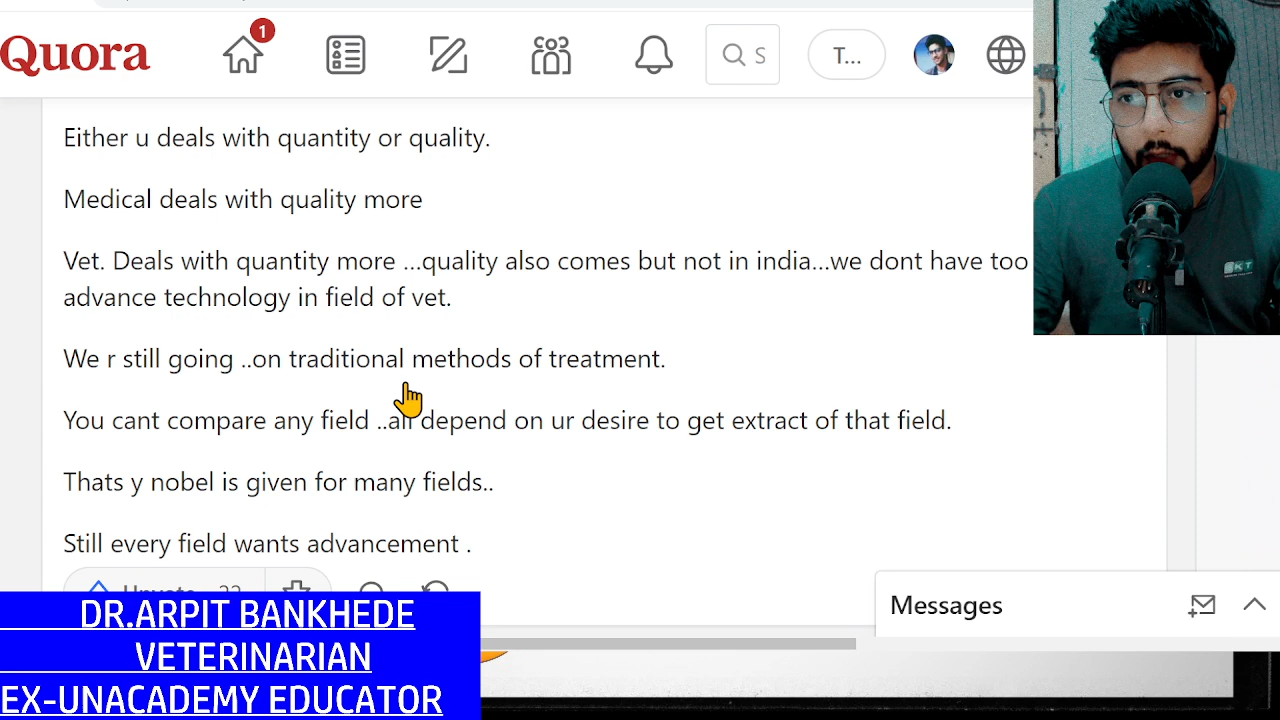 1
Quora
S
T...
Either u deals with quantity or quality.
Medical deals with quality more
Vet. Deals with quantity more ...quality also comes but not in india...we dont have too
advance technology in field of vet.
We r still going ..on traditional methods of treatment.
You cant compare any field ..all depend on ur desire to get extract of that field.
Thats y nobel is given for many fields..
Still every field wants advancement .
Upvote 22
Messages
DR.ARPIT BANKHEDE
VETERINARIAN
EX-UNACADEMY EDUCATOR